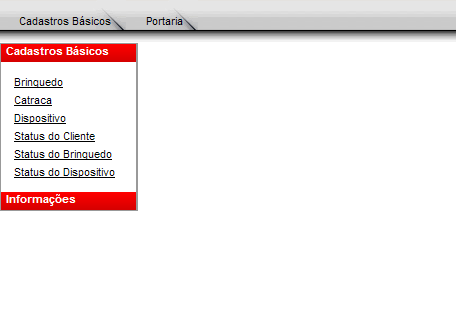 Cadastros Básicos Portaria
Cadastros Básicos
Brinquedo
Catraca
Dispositivo
Status do Cliente
Status do Brinquedo
Status do Dispositivo
Informações